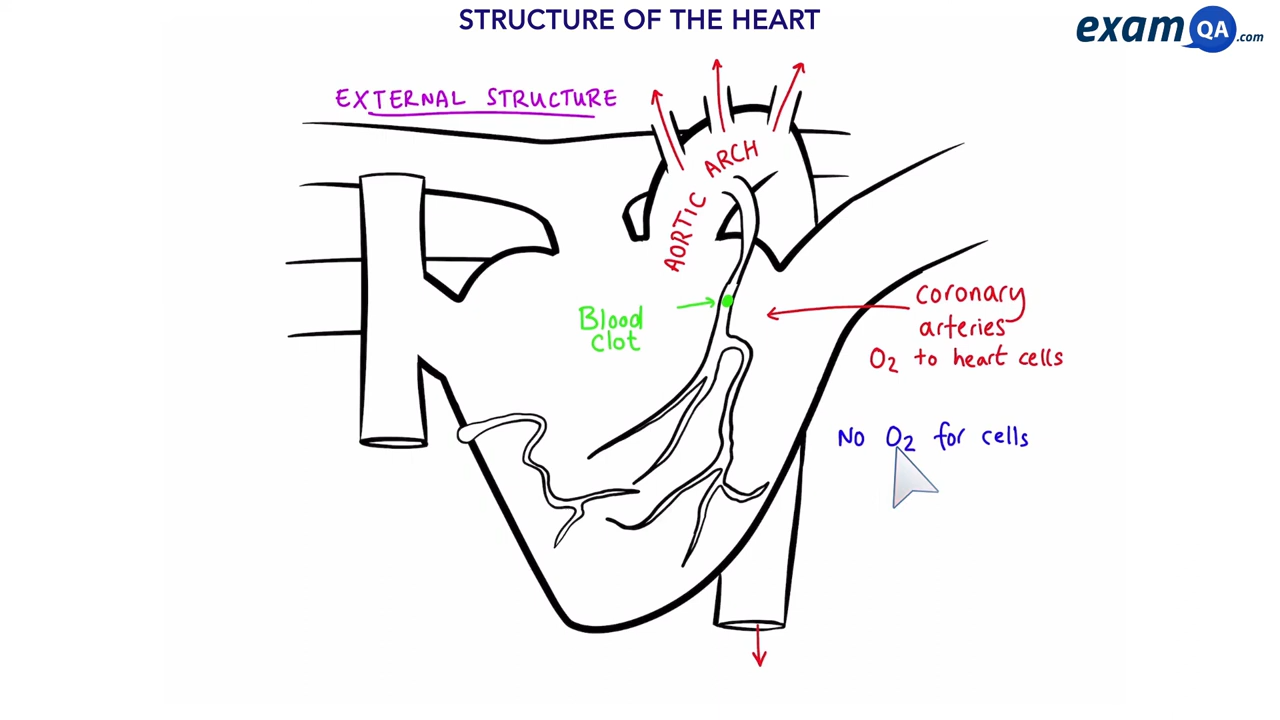 STRUCTURE OF THE HEART
examQA.com
EXTERNAL STRUCTURE
AORTIC ARCH
Blood
clot
coronary
arteries
O2 to heart cells
No O2 for cells